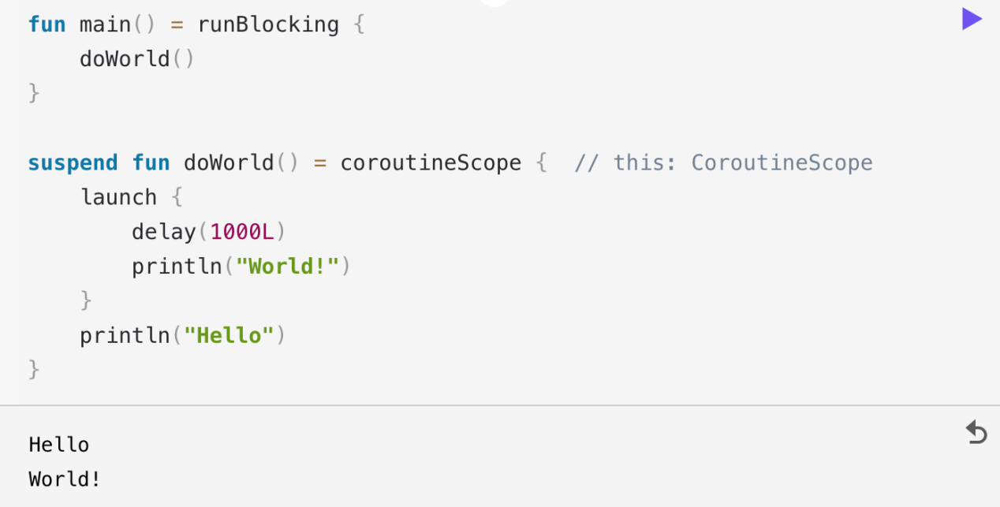 fun main() = runBlocking {
    doWorld()
}

suspend fun doWorld() = coroutineScope {  // this: CoroutineScope
    launch {
        delay(1000L)
        println("World!")
    }
    println("Hello")
}
Hello
World!